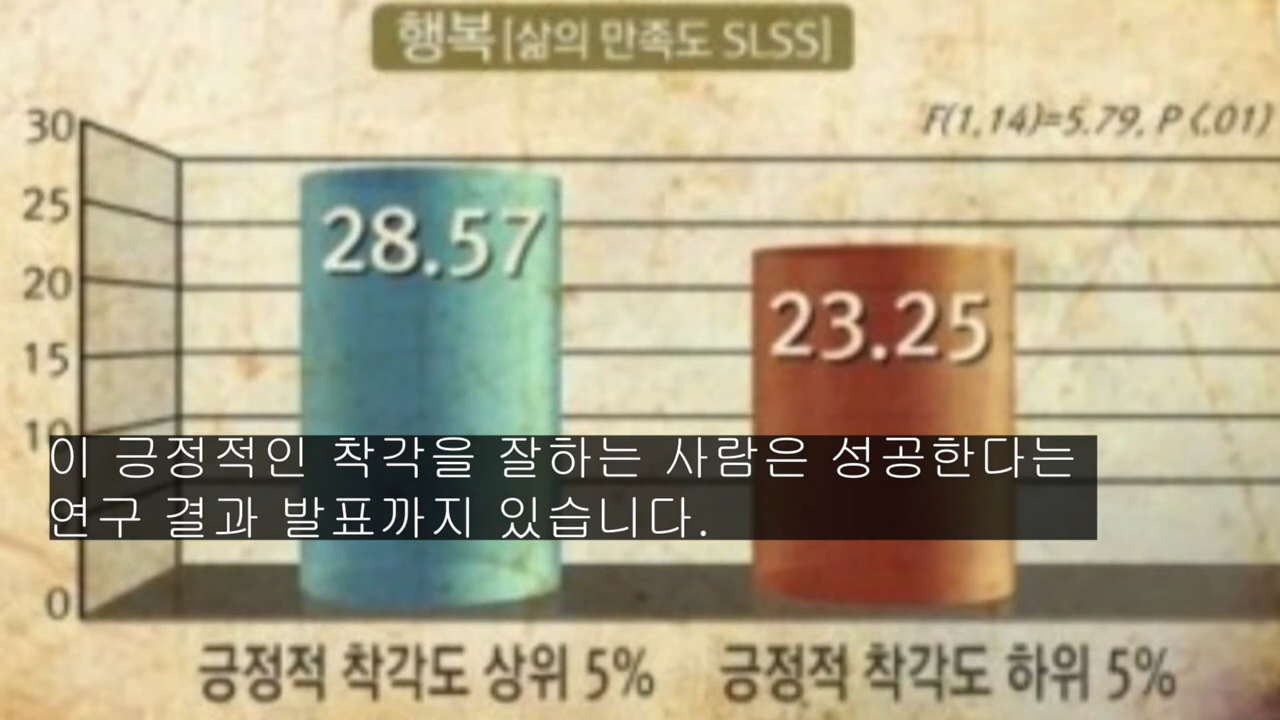 행복 [삶의 만족도 SLSS]
F(1,14)=5.79, P (.01)
30
25
20
15
10
0
28.57
23.25
이 긍정적인 착각을 잘하는 사람은 성공한다는
연구 결과 발표까지 있습니다.
긍정적 착각도 상위 5%
긍정적 착각도 하위 5%